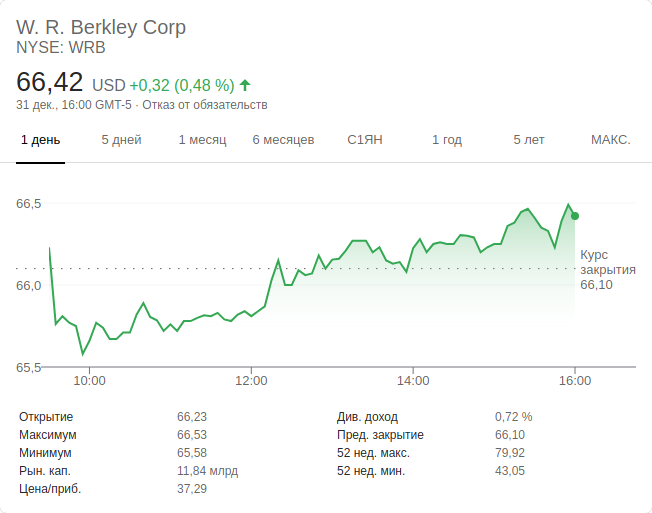 W. R. Berkley Corp
NYSE: WRB
66,42 USD +0,32 (0,48 %)
31 дек., 16:00 GMT-5 · Отказ от обязательств
1 день 5 дней 1 месяц 6 месяцев С1ЯН 1 год 5 лет МАКС.
66,5
Курс
закрытия
66,10
66,0
65,5
10:00 12:00 14:00 16:00
Открытие 66,23 Див. доход 0,72 %
Максимум 66,53 Пред. закрытие 66,10
Минимум 65,58 52 нед. макс. 79,92
Рын. кап. 11,84 млрд 52 нед. мин. 43,05
Цена/приб. 37,29